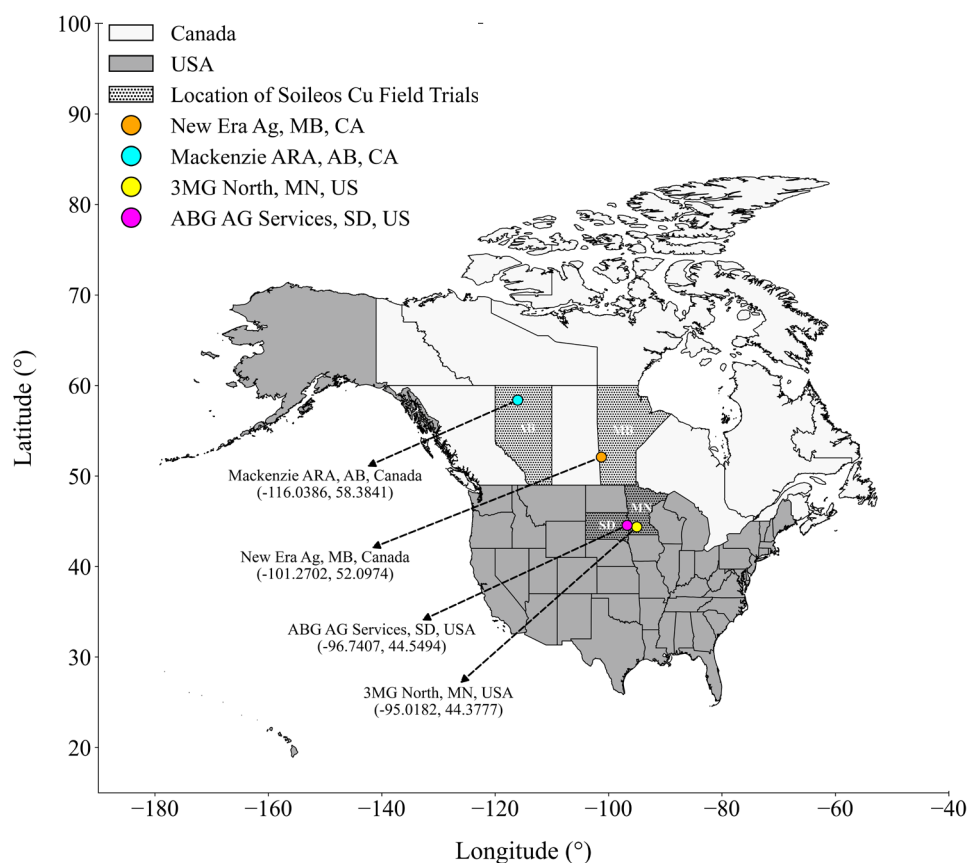 100
90
80
70
60
50
40
30
20
Latitude (°)
Canada
USA
Location of Soileos Cu Field Trials
New Era Ag, MB, CA
Mackenzie ARA, AB, CA
3MG North, MN, US
ABG AG Services, SD, US
AB
MB
Mackenzie ARA, AB, Canada
(-116.0386, 58.3841)
MN
SD
New Era Ag, MB, Canada
(-101.2702, 52.0974)
ABG AG Services, SD, USA
(-96.7407, 44.5494)
3MG North, MN, USA
(-95.0182, 44.3777)
−180
−160
−140
−120
−100
−80
−60
−40
Longitude (°)